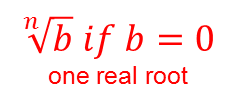 ⁿ√b if b = 0
one real root